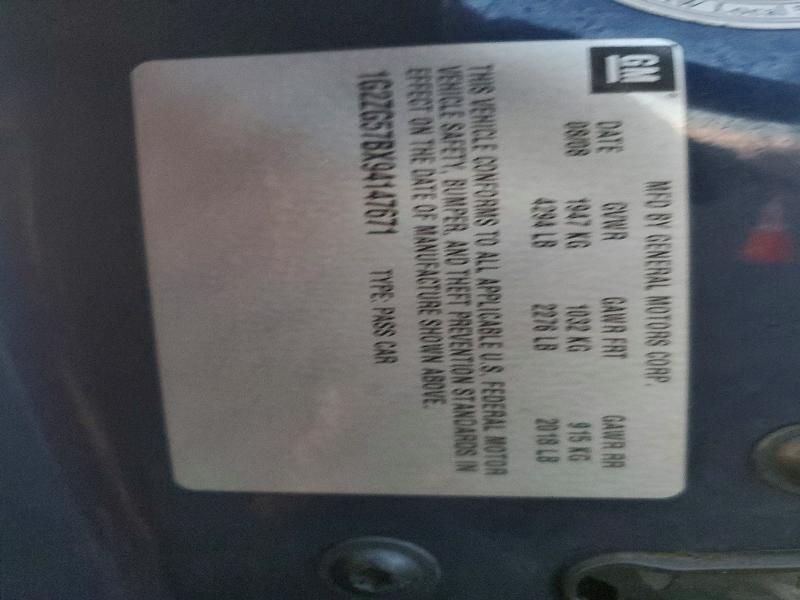 GM
MFD BY GENERAL MOTORS CORP.
DATE GVWR GAWR FRT GAWR RR
08/08 1947 KG 1032 KG 915 KG
4294 LB 2276 LB 2018 LB
THIS VEHICLE CONFORMS TO ALL APPLICABLE U.S. FEDERAL MOTOR
VEHICLE SAFETY, BUMPER, AND THEFT PREVENTION STANDARDS IN
EFFECT ON THE DATE OF MANUFACTURE SHOWN ABOVE.
1G2ZG57BX94147671 TYPE: PASS CAR